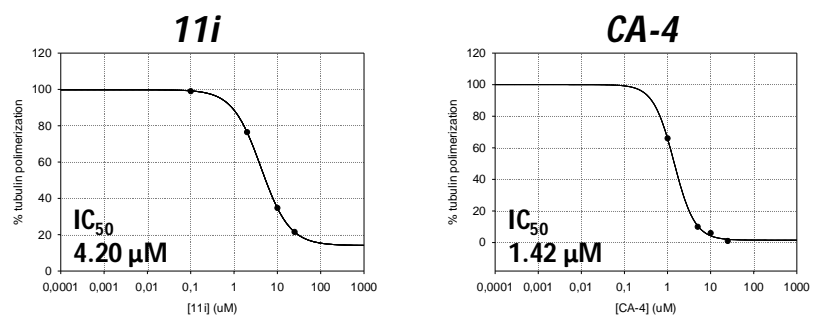 11i
120
100
80
60
40
20
0
% tubulin polimerization
IC50
4.20 µM
0,0001 0,001 0,01 0,1 1 10 100 1000
[11i] (uM)
CA-4
120
100
80
60
40
20
0
% tubulin polimerization
IC50
1.42 µM
0,0001 0,001 0,01 0,1 1 10 100 1000
[CA-4] (uM)